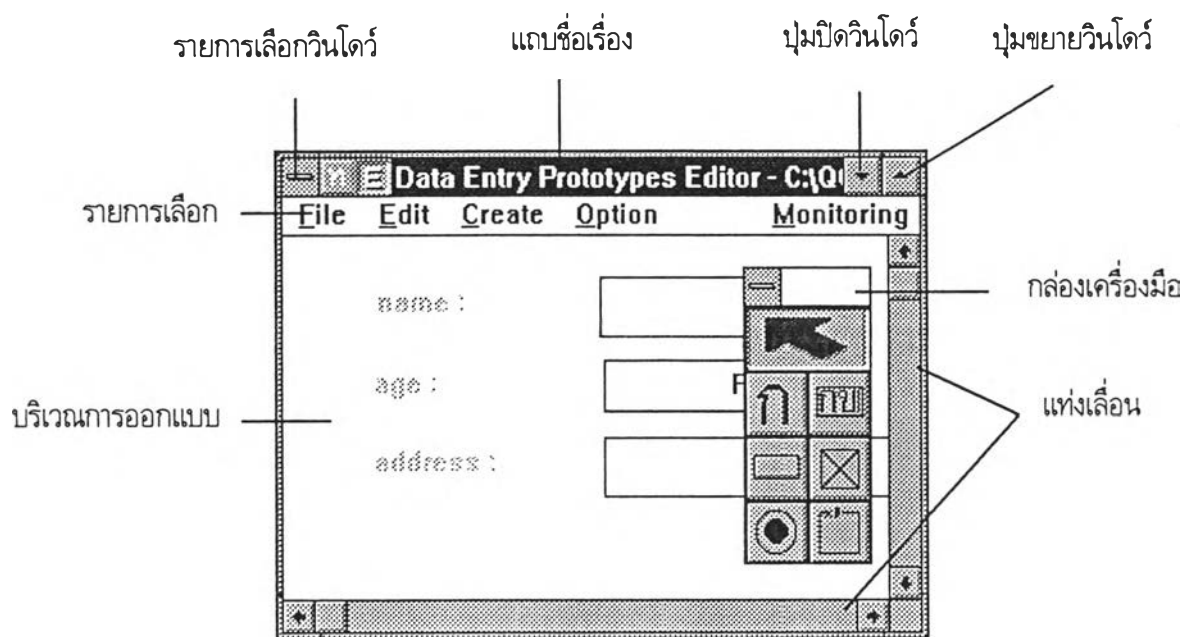 รายการเลือกวินโดว์ แถบชื่อเรื่อง ปุ่มปิดวินโดว์ ปุ่มขยายวินโดว์
ก E Data Entry Prototypes Editor - C:\Q
รายการเลือก File Edit Create Option Monitoring
กล่องเครื่องมือ
name :
age : F
ก กข
แท่งเลื่อน
บริเวณการออกแบบ
address :